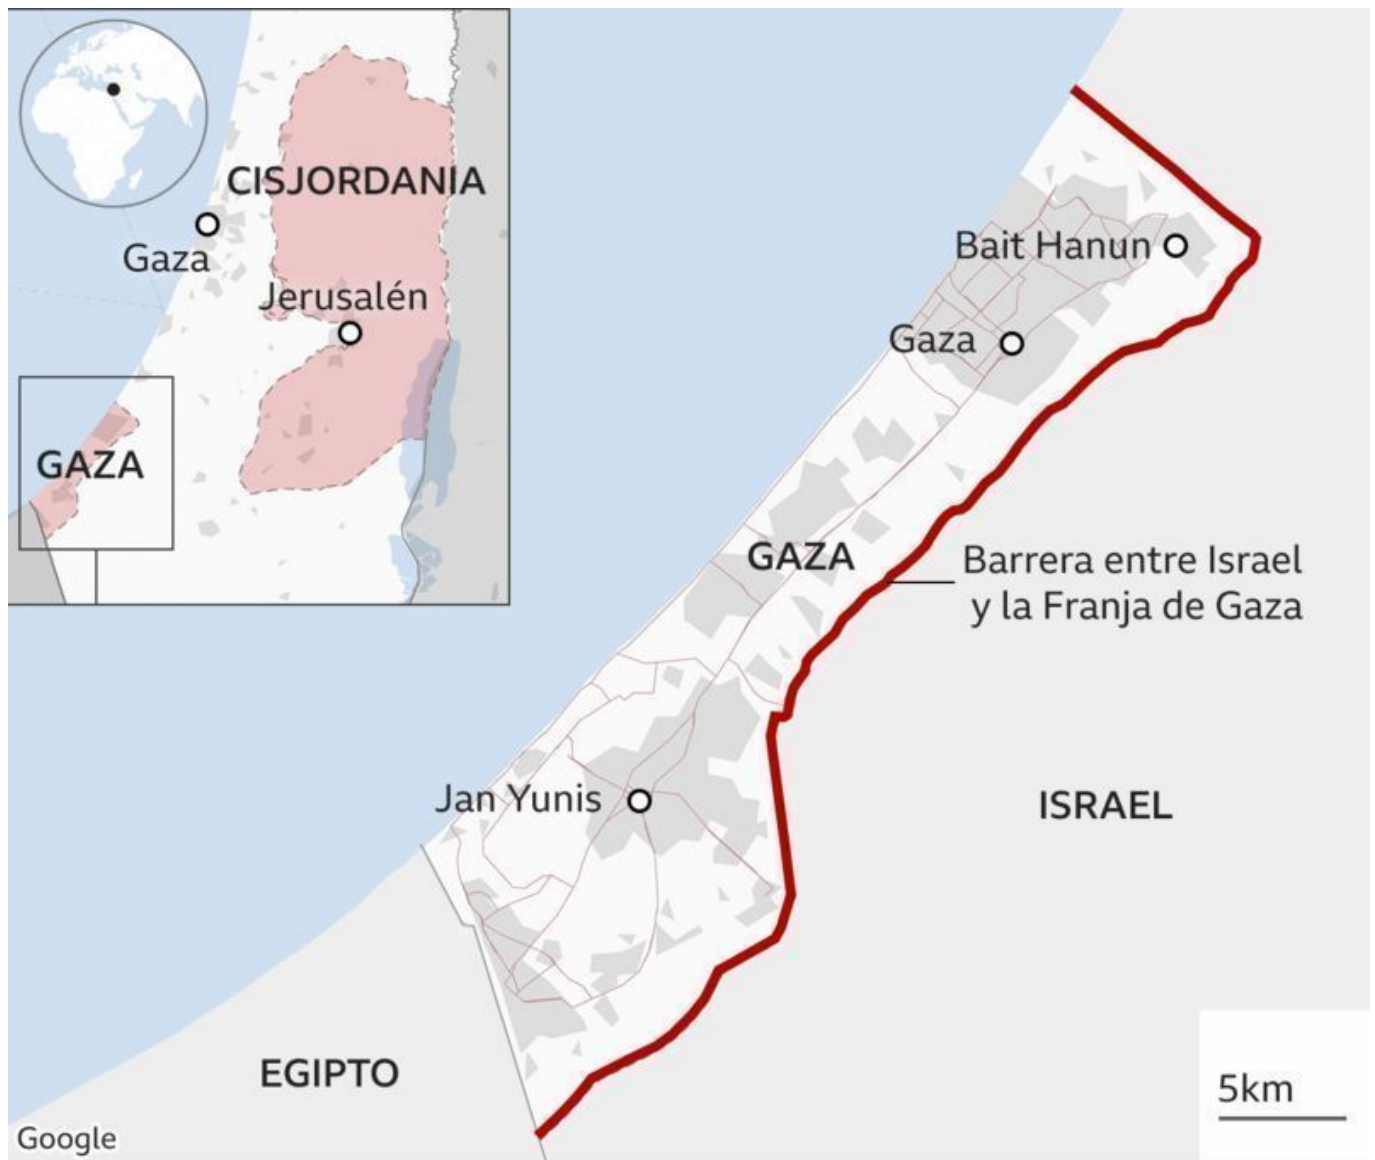 CISJORDANIA
Gaza
Jerusalén
GAZA
Bait Hanun
Gaza
GAZA
Barrera entre Israel
y la Franja de Gaza
Jan Yunis
ISRAEL
EGIPTO
5km
Google